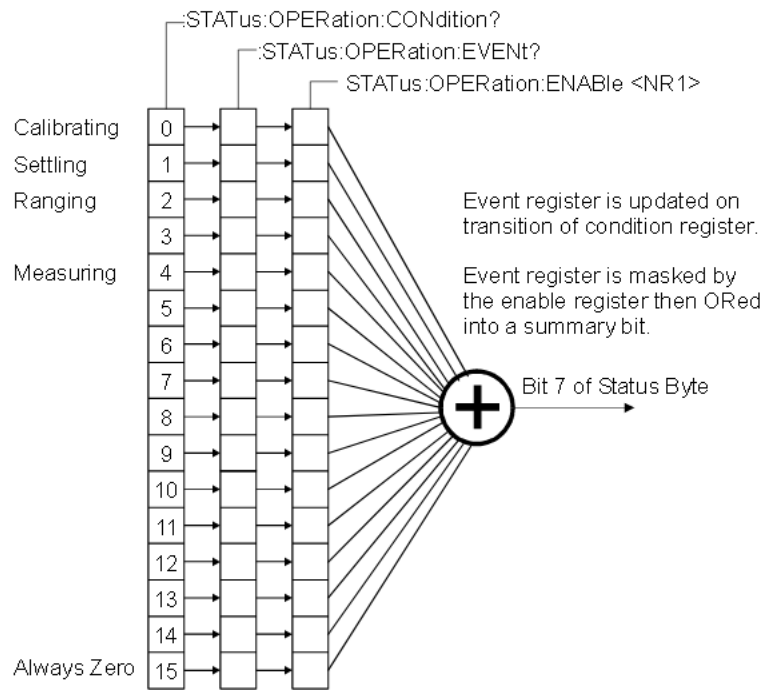 :STATus:OPERation:CONdition?
:STATus:OPERation:EVENt?
STATus:OPERation:ENABle <NR1>
Calibrating 0
Settling 1
Ranging 2
3
Measuring 4
5
6
7
8
9
10
11
12
13
14
Always Zero 15
Event register is updated on
transition of condition register.
Event register is masked by
the enable register then ORed
into a summary bit.
+
Bit 7 of Status Byte